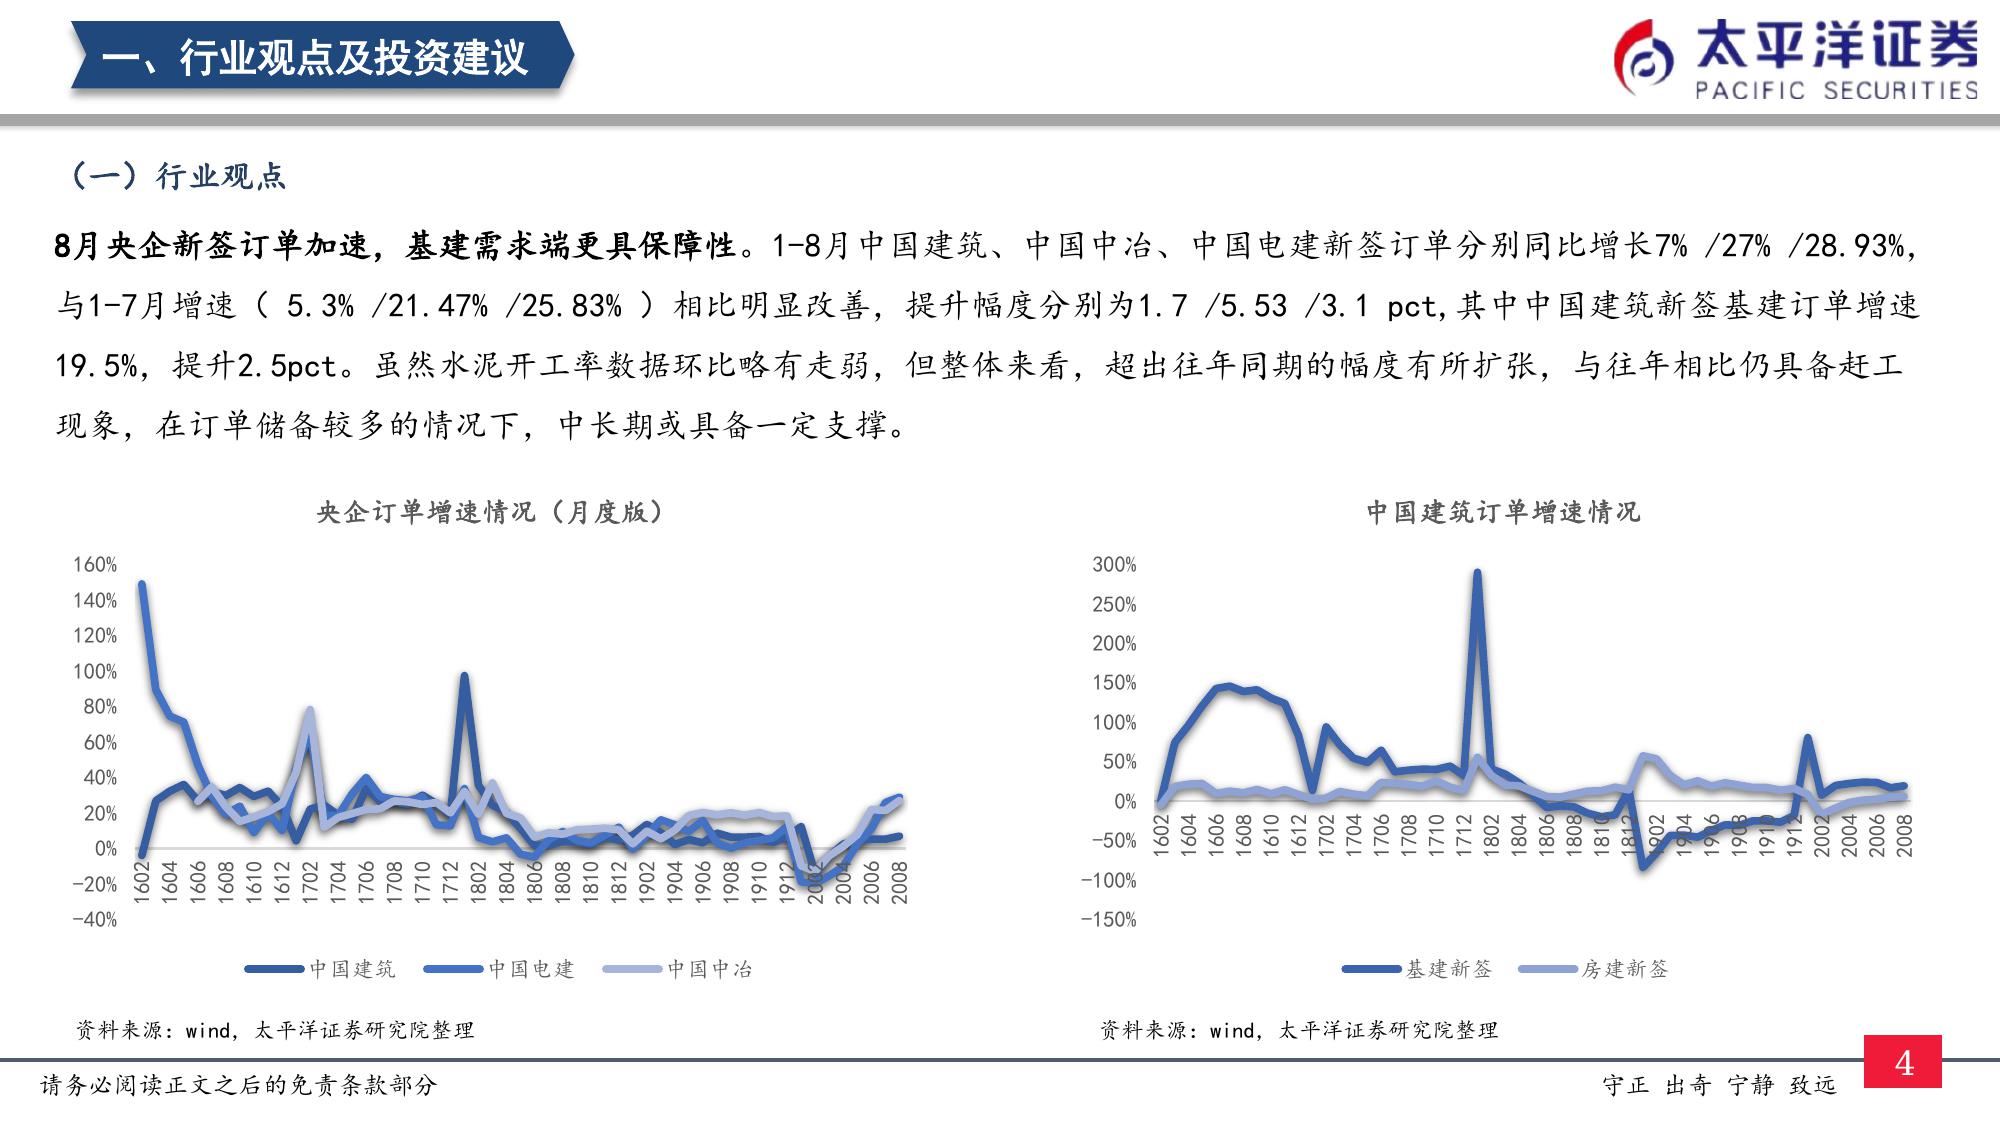 一、行业观点及投资建议
太平洋证券
PACIFIC SECURITIES
（一）行业观点
8月央企新签订单加速，基建需求端更具保障性。1-8月中国建筑、中国中冶、中国电建新签订单分别同比增长7% /27% /28.93%，
与1-7月增速（ 5.3% /21.47% /25.83% ）相比明显改善，提升幅度分别为1.7 /5.53 /3.1 pct,其中中国建筑新签基建订单增速
19.5%，提升2.5pct。虽然水泥开工率数据环比略有走弱，但整体来看，超出往年同期的幅度有所扩张，与往年相比仍具备赶工
现象，在订单储备较多的情况下，中长期或具备一定支撑。
央企订单增速情况（月度版）
160%
140%
120%
100%
80%
60%
40%
20%
0%
-20%
-40%
1602 1604 1606 1608 1610 1612 1702 1704 1706 1708 1710 1712 1802 1804 1806 1808 1810 1812 1902 1904 1906 1908 1910 1912 2002 2004 2006 2008
中国建筑 中国电建 中国中冶
资料来源：wind，太平洋证券研究院整理
中国建筑订单增速情况
300%
250%
200%
150%
100%
50%
0%
-50%
-100%
-150%
1602 1604 1606 1608 1610 1612 1702 1704 1706 1708 1710 1712 1802 1804 1806 1808 1810 1812 1902 1904 1906 1908 1910 1912 2002 2004 2006 2008
基建新签 房建新签
资料来源：wind，太平洋证券研究院整理
请务必阅读正文之后的免责条款部分
守正 出奇 宁静 致远
4